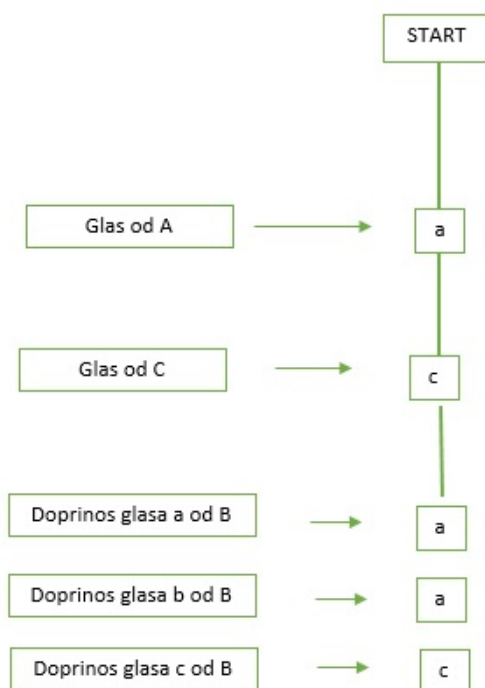 START
Glas od A
a
Glas od C
c
Doprinos glasa a od B
a
Doprinos glasa b od B
a
Doprinos glasa c od B
c